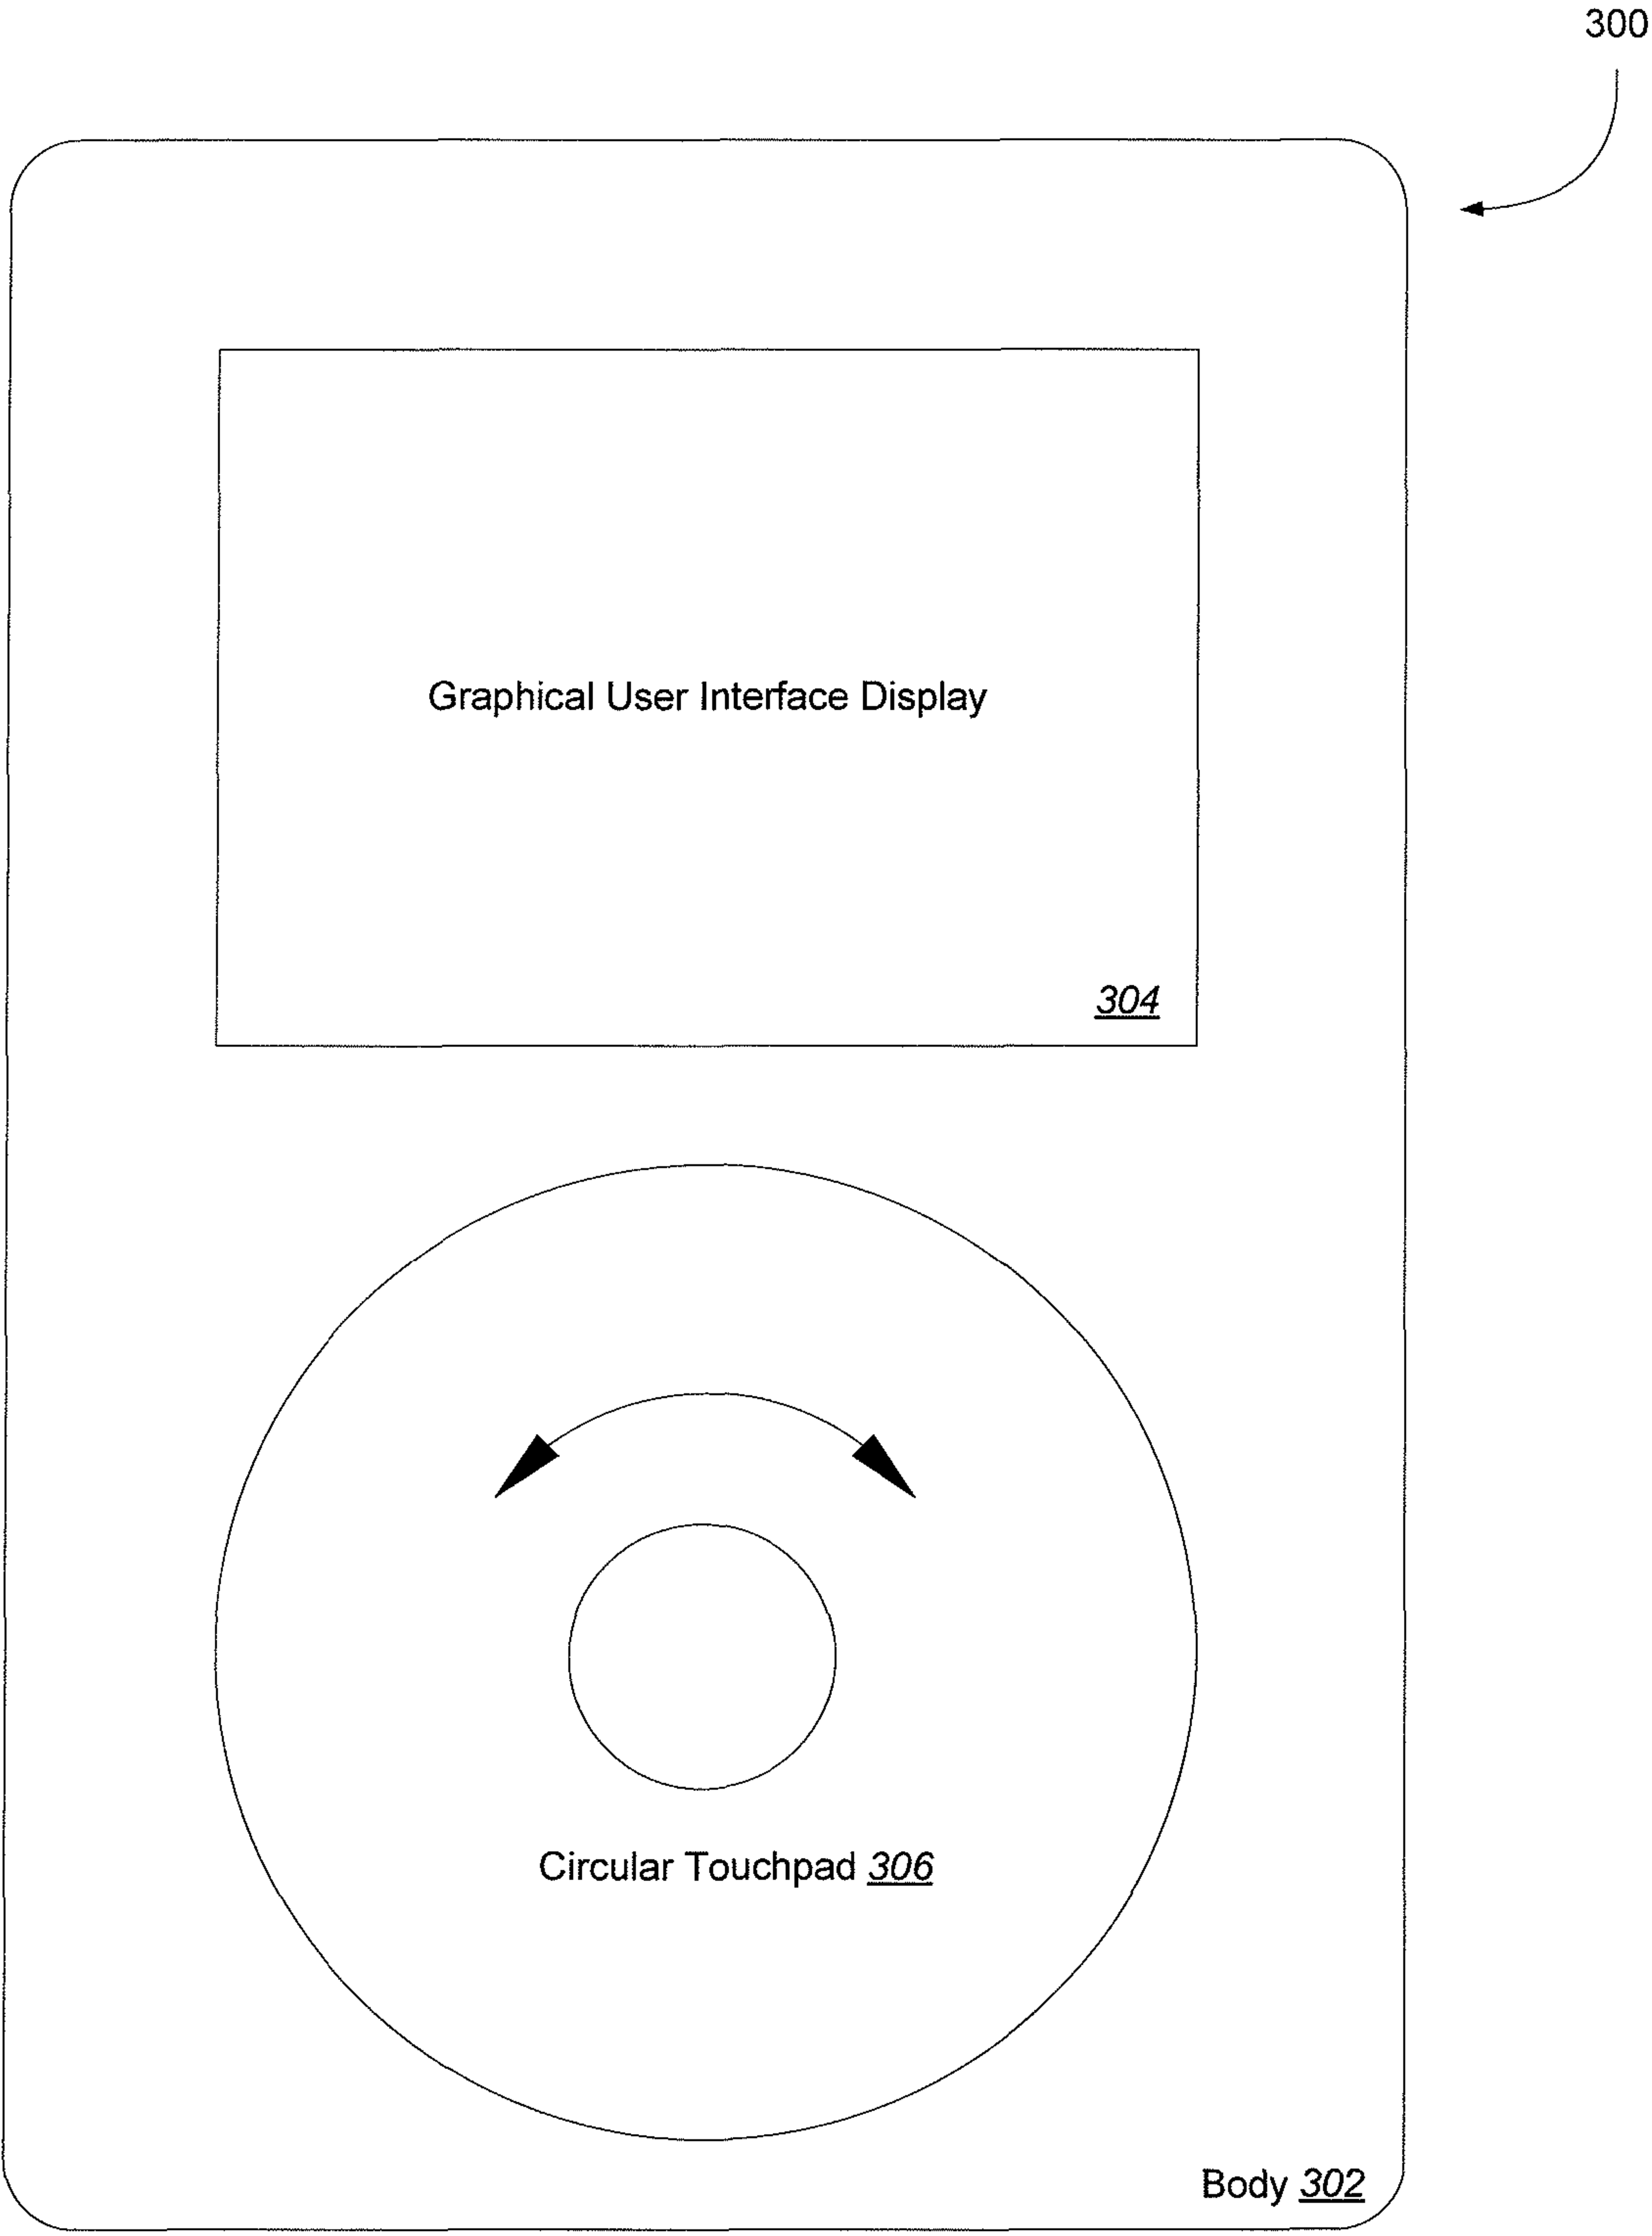 300
Graphical User Interface Display
304
Circular Touchpad 306
Body 302